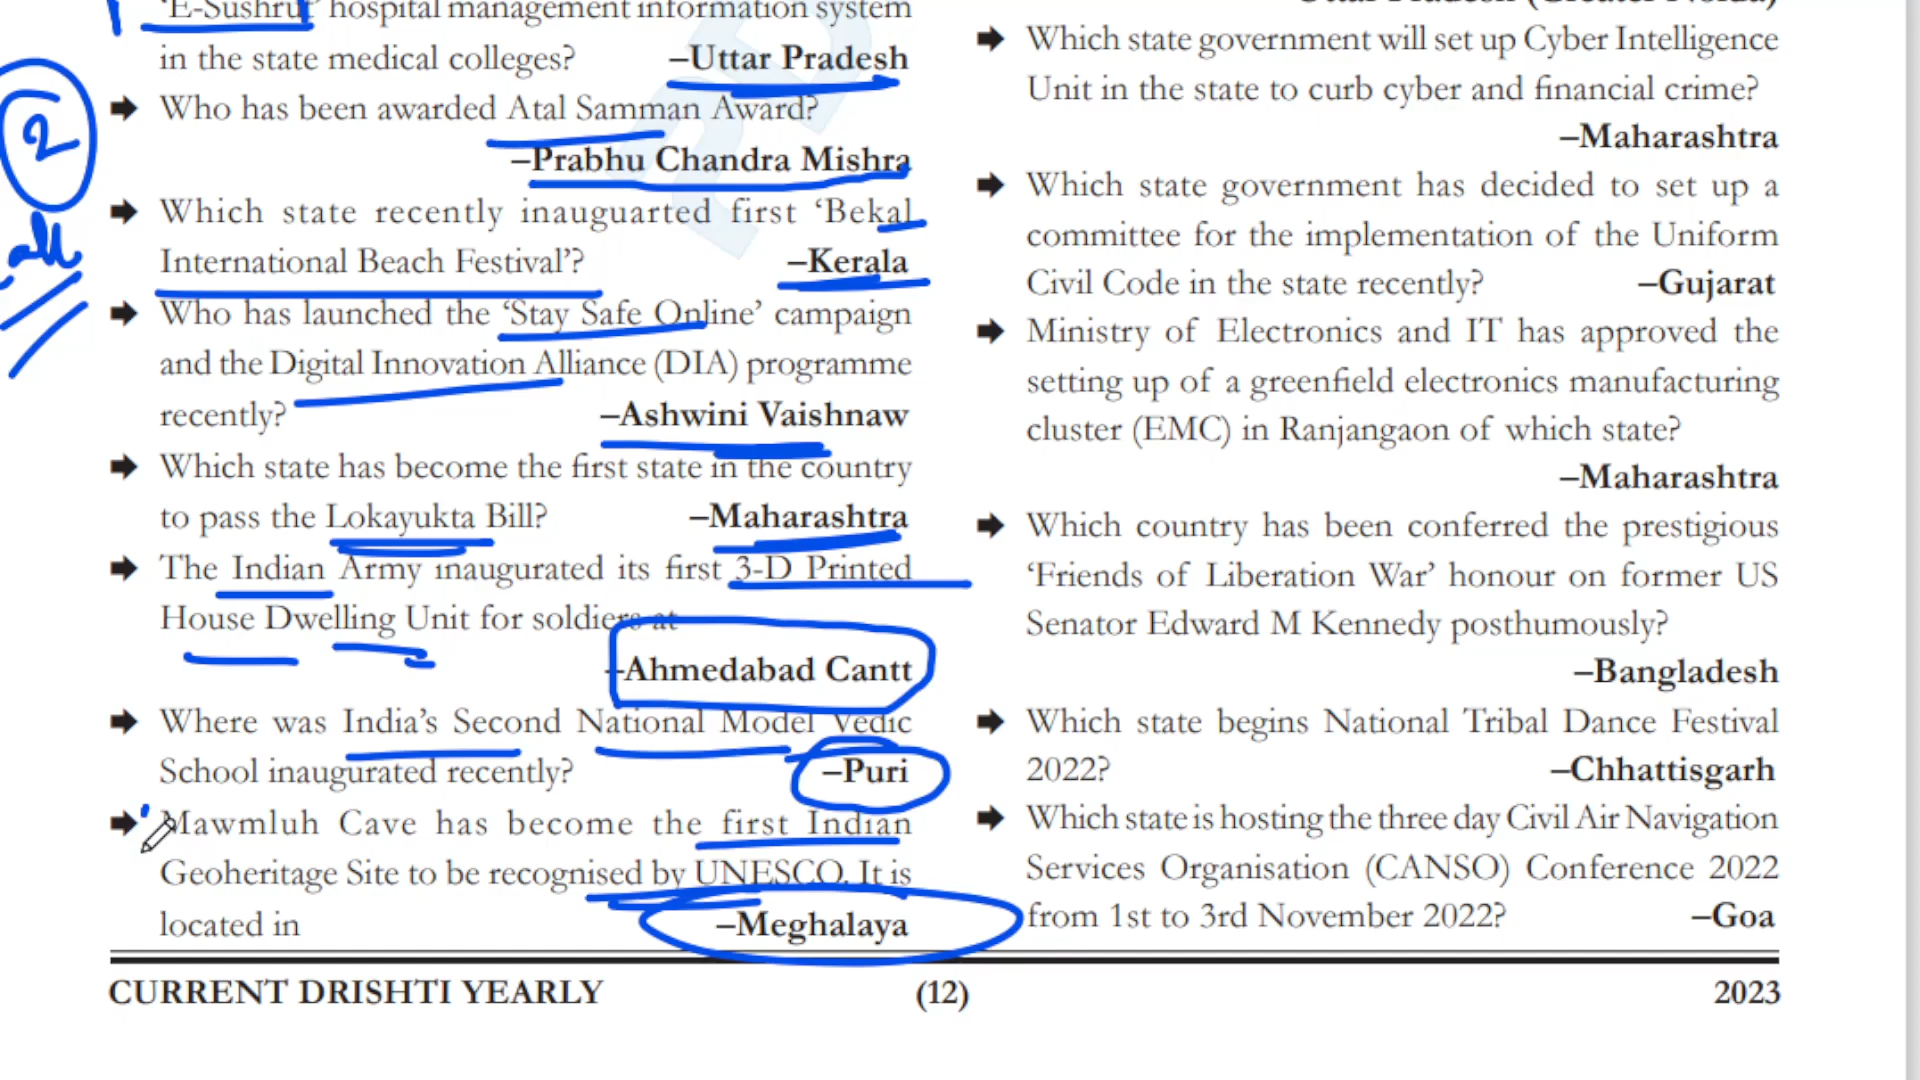 'E-Sushrut' hospital management information system
in the state medical colleges? –Uttar Pradesh
➡ Who has been awarded Atal Samman Award?
–Prabhu Chandra Mishra
➡ Which state recently inauguarted first 'Bekal
International Beach Festival'? –Kerala
➡ Who has launched the 'Stay Safe Online' campaign
and the Digital Innovation Alliance (DIA) programme
recently? –Ashwini Vaishnaw
➡ Which state has become the first state in the country
to pass the Lokayukta Bill? –Maharashtra
➡ The Indian Army inaugurated its first 3-D Printed
House Dwelling Unit for soldiers at
–Ahmedabad Cantt
➡ Where was India's Second National Model Vedic
School inaugurated recently? –Puri
➡ Mawmluh Cave has become the first Indian
Geoheritage Site to be recognised by UNESCO. It is
located in –Meghalaya
2
all
Uttar Pradesh (Greater Noida)
➡ Which state government will set up Cyber Intelligence
Unit in the state to curb cyber and financial crime?
–Maharashtra
➡ Which state government has decided to set up a
committee for the implementation of the Uniform
Civil Code in the state recently? –Gujarat
➡ Ministry of Electronics and IT has approved the
setting up of a greenfield electronics manufacturing
cluster (EMC) in Ranjangaon of which state?
–Maharashtra
➡ Which country has been conferred the prestigious
'Friends of Liberation War' honour on former US
Senator Edward M Kennedy posthumously?
–Bangladesh
➡ Which state begins National Tribal Dance Festival
2022? –Chhattisgarh
➡ Which state is hosting the three day Civil Air Navigation
Services Organisation (CANSO) Conference 2022
from 1st to 3rd November 2022? –Goa
CURRENT DRISHTI YEARLY (12) 2023